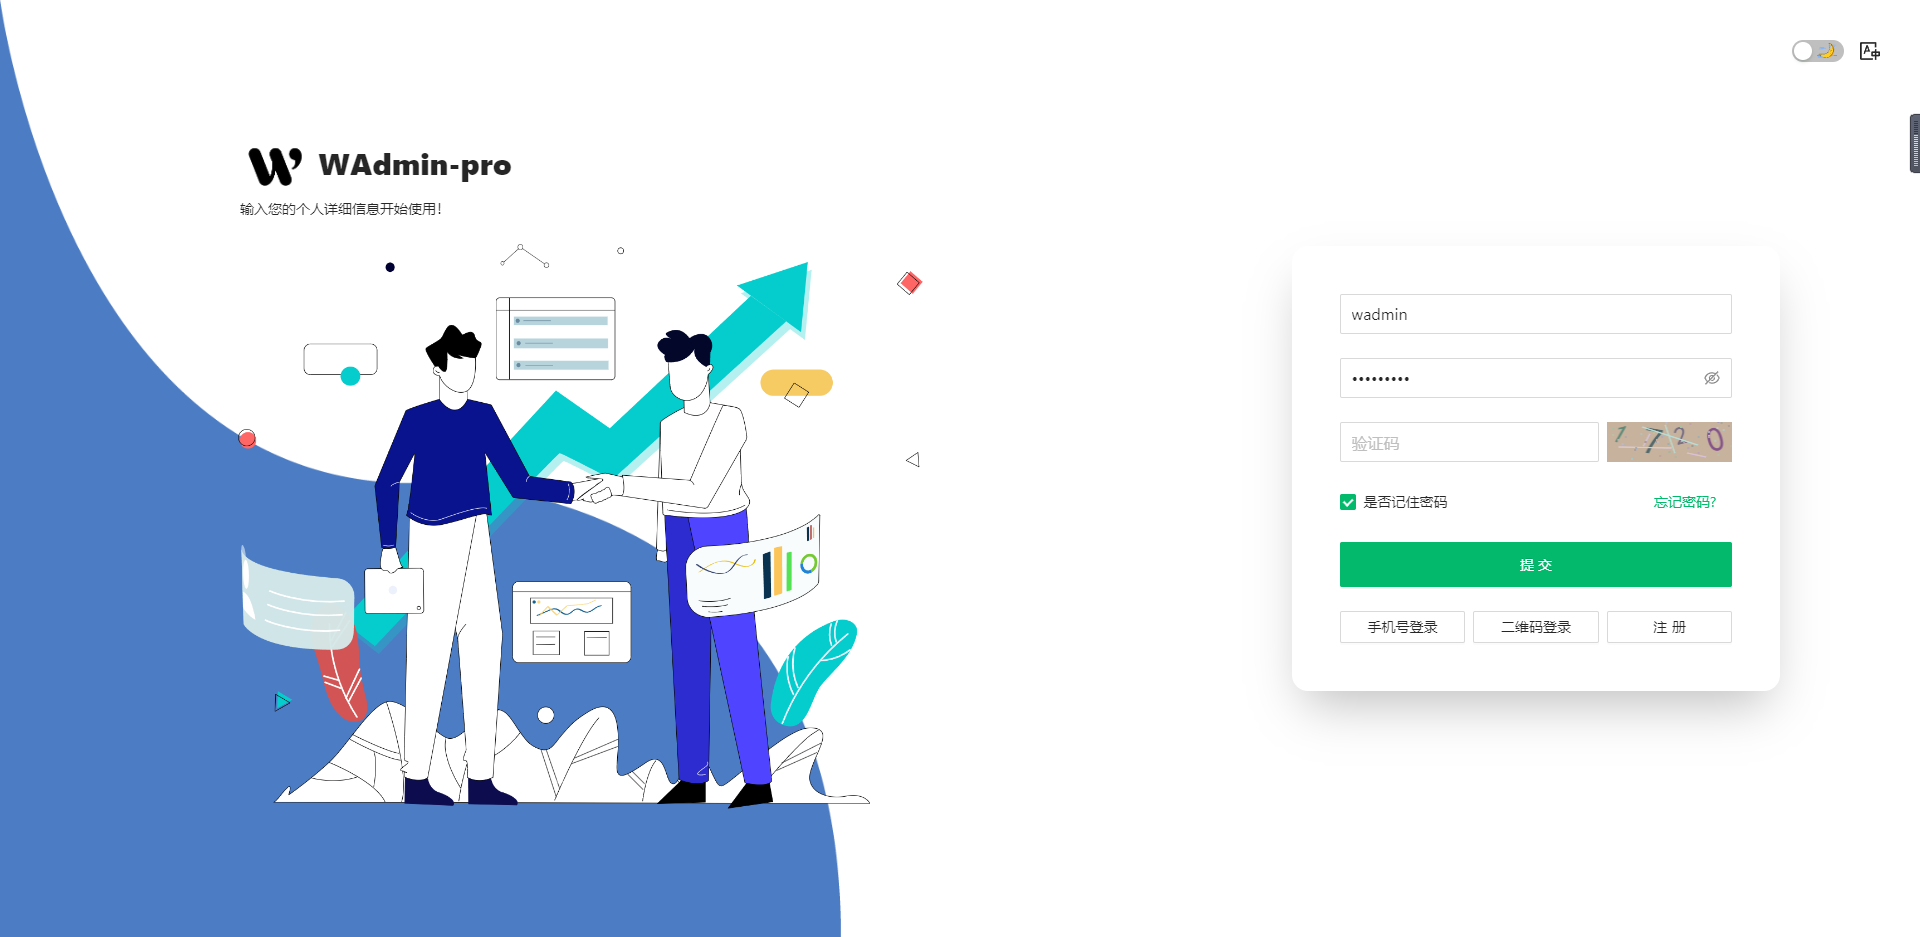 WAdmin-pro
输入您的个人详细信息开始使用！
wadmin
•••••••••
验证码
1720
是否记住密码
忘记密码?
提 交
手机号登录
二维码登录
注 册